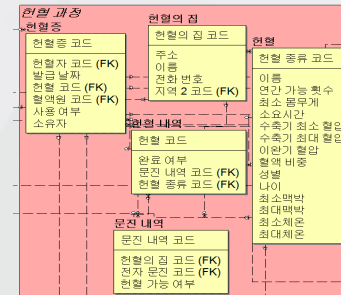 헌혈 과정
헌혈증
헌혈증 코드
헌혈자 코드 (FK)
발급 날짜
헌혈 코드 (FK)
혈액원 코드 (FK)
사용 여부
소유자
헌혈의 집
헌혈의 집 코드
주소
이름
전화 번호
지역 2 코드 (FK)
헌혈
헌혈 종류 코드
이름
연간 가능 횟수
최소 몸무게
소요시간
수축기 최소 혈압
수축기 최대 혈압
이완기 혈압
혈액 비중
성별
나이
최소맥박
최대맥박
최소체온
최대체온
헌혈 내역
헌혈 코드
완료 여부
문진 내역 코드 (FK)
헌혈 종류 코드 (FK)
문진 내역
문진 내역 코드
헌혈의 집 코드 (FK)
전자 문진 코드 (FK)
헌혈 가능 여부